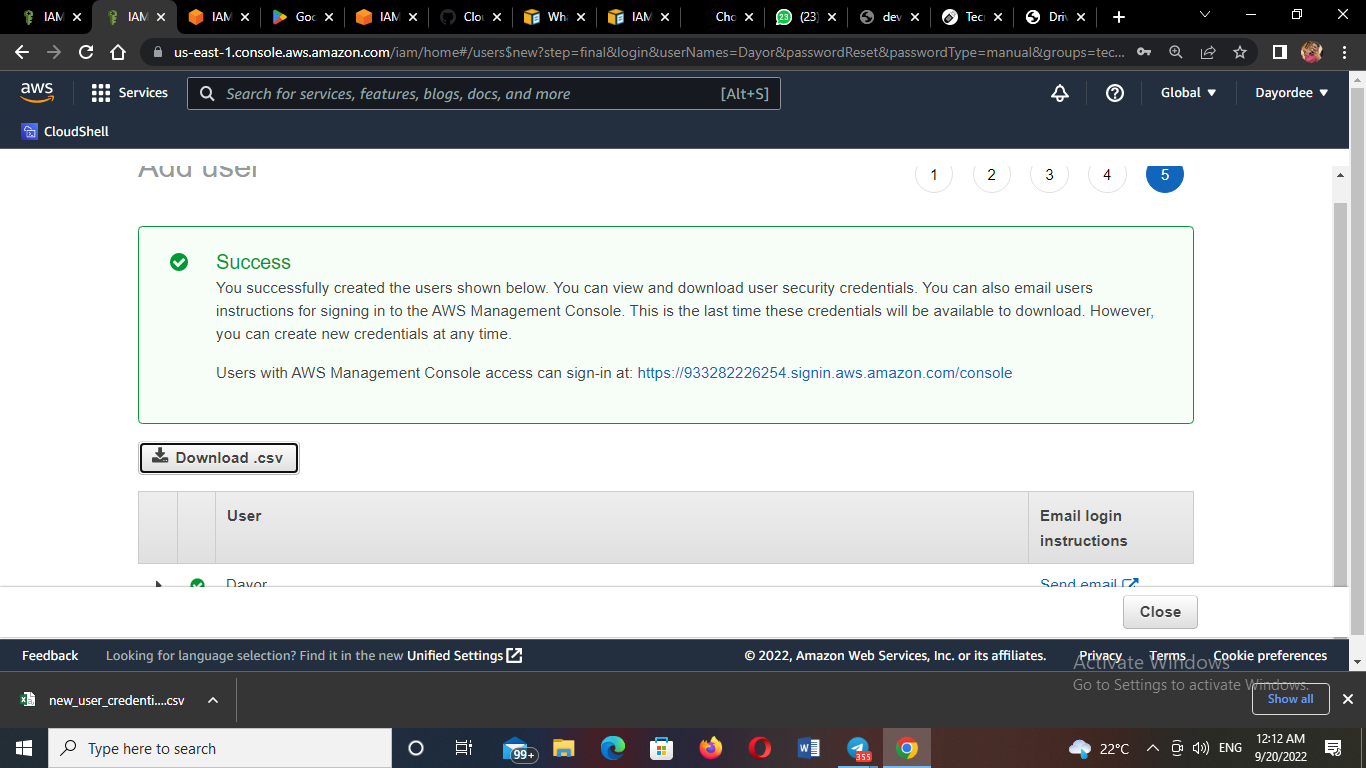 IAM
IAM
IAM
Goc
IAM
Clou
Wha
IAM
Cho
23
(23)
dev
Tecl
Driv
us-east-1.console.aws.amazon.com/iam/home#/users$new?step=final&login&userNames=Dayor&passwordReset&passwordType=manual&groups=tec...
aws
Services
Search for services, features, blogs, docs, and more
[Alt+S]
Global
Dayordee
CloudShell
Add user
1 2 3 4 5
Success
You successfully created the users shown below. You can view and download user security credentials. You can also email users
instructions for signing in to the AWS Management Console. This is the last time these credentials will be available to download. However,
you can create new credentials at any time.
Users with AWS Management Console access can sign-in at: https://933282226254.signin.aws.amazon.com/console
Download .csv
User
Email login
instructions
Dayor
Send email
Close
Feedback
Looking for language selection? Find it in the new Unified Settings
© 2022, Amazon Web Services, Inc. or its affiliates.
Privacy
Terms
Cookie preferences
Activate Windows
Go to Settings to activate Windows.
new_user_credenti....csv
Show all
Type here to search
99+
355
22°C
ENG
12:12 AM
9/20/2022